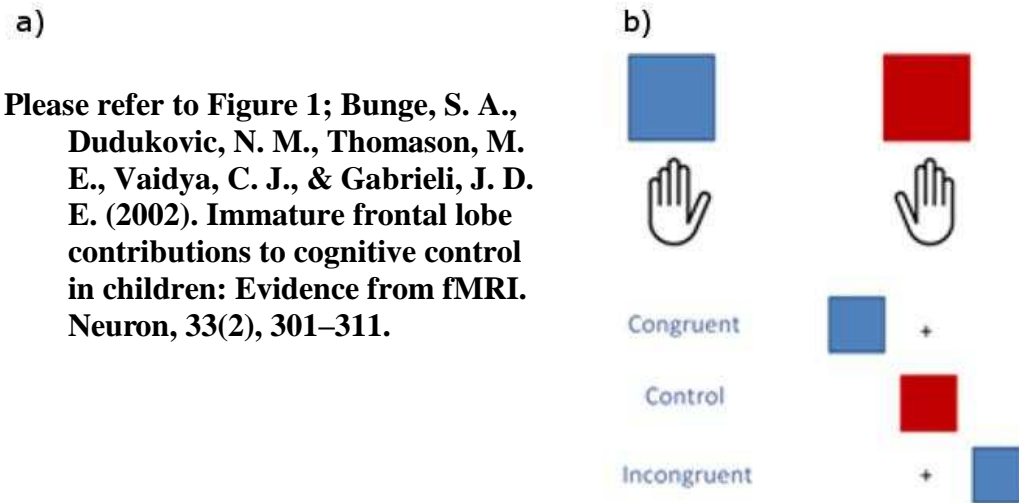 a)
Please refer to Figure 1; Bunge, S. A.,
Dudukovic, N. M., Thomason, M.
E., Vaidya, C. J., & Gabrieli, J. D.
E. (2002). Immature frontal lobe
contributions to cognitive control
in children: Evidence from fMRI.
Neuron, 33(2), 301–311.
b)
Congruent +
Control
Incongruent +